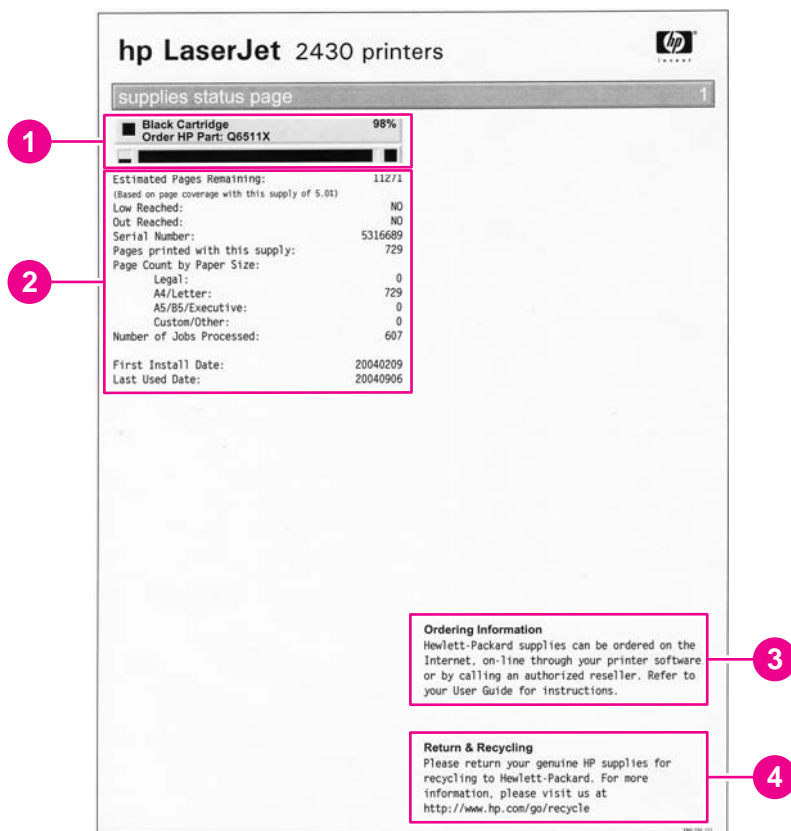 hp LaserJet 2430 printers
hp
invent
supplies status page 1
1
Black Cartridge 98%
Order HP Part: Q6511X
2
Estimated Pages Remaining: 11271
(Based on page coverage with this supply of 5.0%)
Low Reached: NO
Out Reached: NO
Serial Number: 5316689
Pages printed with this supply: 729
Page Count by Paper Size:
Legal: 0
A4/Letter: 729
A5/B5/Executive: 0
Custom/Other: 0
Number of Jobs Processed: 607
First Install Date: 20040209
Last Used Date: 20040906
3
Ordering Information
Hewlett-Packard supplies can be ordered on the
Internet, on-line through your printer software
or by calling an authorized reseller. Refer to
your User Guide for instructions.
4
Return & Recycling
Please return your genuine HP supplies for
recycling to Hewlett-Packard. For more
information, please visit us at
http://www.hp.com/go/recycle